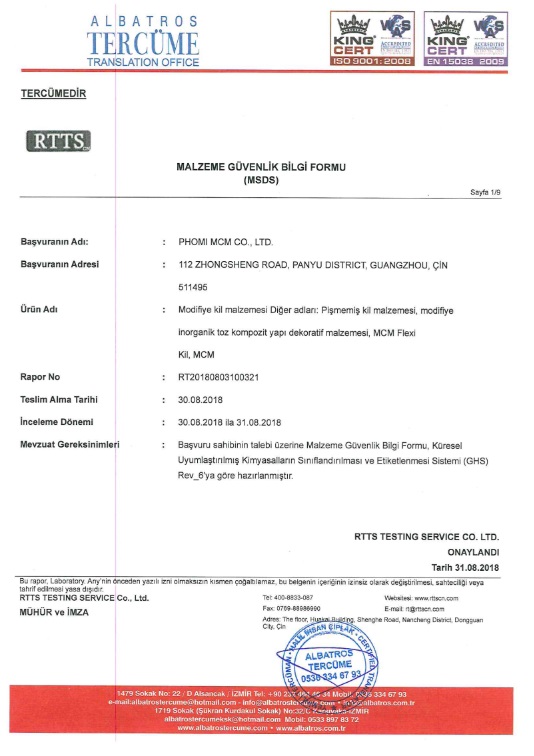 ALBATROS
TERCÜME
TRANSLATION OFFICE
KING CERT
ISO 9001:2008
KING CERT
EN 15038 2009
TERCÜMEDİR
RTTS
MALZEME GÜVENLİK BİLGİ FORMU
(MSDS)
Sayfa 1/9
Başvuranın Adı: : PHOMI MCM CO., LTD.
Başvuranın Adresi : 112 ZHONGSHENG ROAD, PANYU DISTRICT, GUANGZHOU, ÇİN
511495
Ürün Adı : Modifiye kil malzemesi Diğer adları: Pişmemiş kil malzemesi, modifiye
inorganik toz kompozit yapı dekoratif malzemesi, MCM Flexi
Kil, MCM
Rapor No : RT20180803100321
Teslim Alma Tarihi : 30.08.2018
İnceleme Dönemi : 30.08.2018 ila 31.08.2018
Mevzuat Gereksinimleri : Başvuru sahibinin talebi üzerine Malzeme Güvenlik Bilgi Formu, Küresel
Uyumlaştırılmış Kimyasalların Sınıflandırılması ve Etiketlenmesi Sistemi (GHS)
Rev_6'ya göre hazırlanmıştır.
RTTS TESTING SERVICE CO. LTD.
ONAYLANDI
Tarih 31.08.2018
Bu rapor, Laboratory. Any'nin önceden yazılı izni olmaksızın kısmen çoğaltılamaz, bu belgenin içeriğinin izinsiz olarak değiştirilmesi, sahteciliği veya
tahrif edilmesi yasa dışıdır.
RTTS TESTING SERVICE Co., Ltd.
MÜHÜR ve İMZA
Tel: 400-8833-087 Websitesi: www.rttscn.com
Fax: 0769-88986990 E-mail: rt@rttscn.com
Adres: The floor, Huakai Building, Shenghe Road, Nancheng District, Dongguan
City, Çin
HALİL İHSAN ÇIPLAK • CERTIFIED
ALBATROS
TERCÜME
0536 334 67 93
1479 Sokak No: 22 / D Alsancak / İZMİR Tel: +90 Mobil: 334 67 93
e-mail:albatrostercume@hotmail.com - info@albatros.com.tr
1719 Sokak (Şükran Kurdakul Sokak) No:32/ İZMİR
albatrostercumeksk@hotmail.com Mobil: 0533 897 83 72
www.albatrostercume.com - www.albatros.com.tr